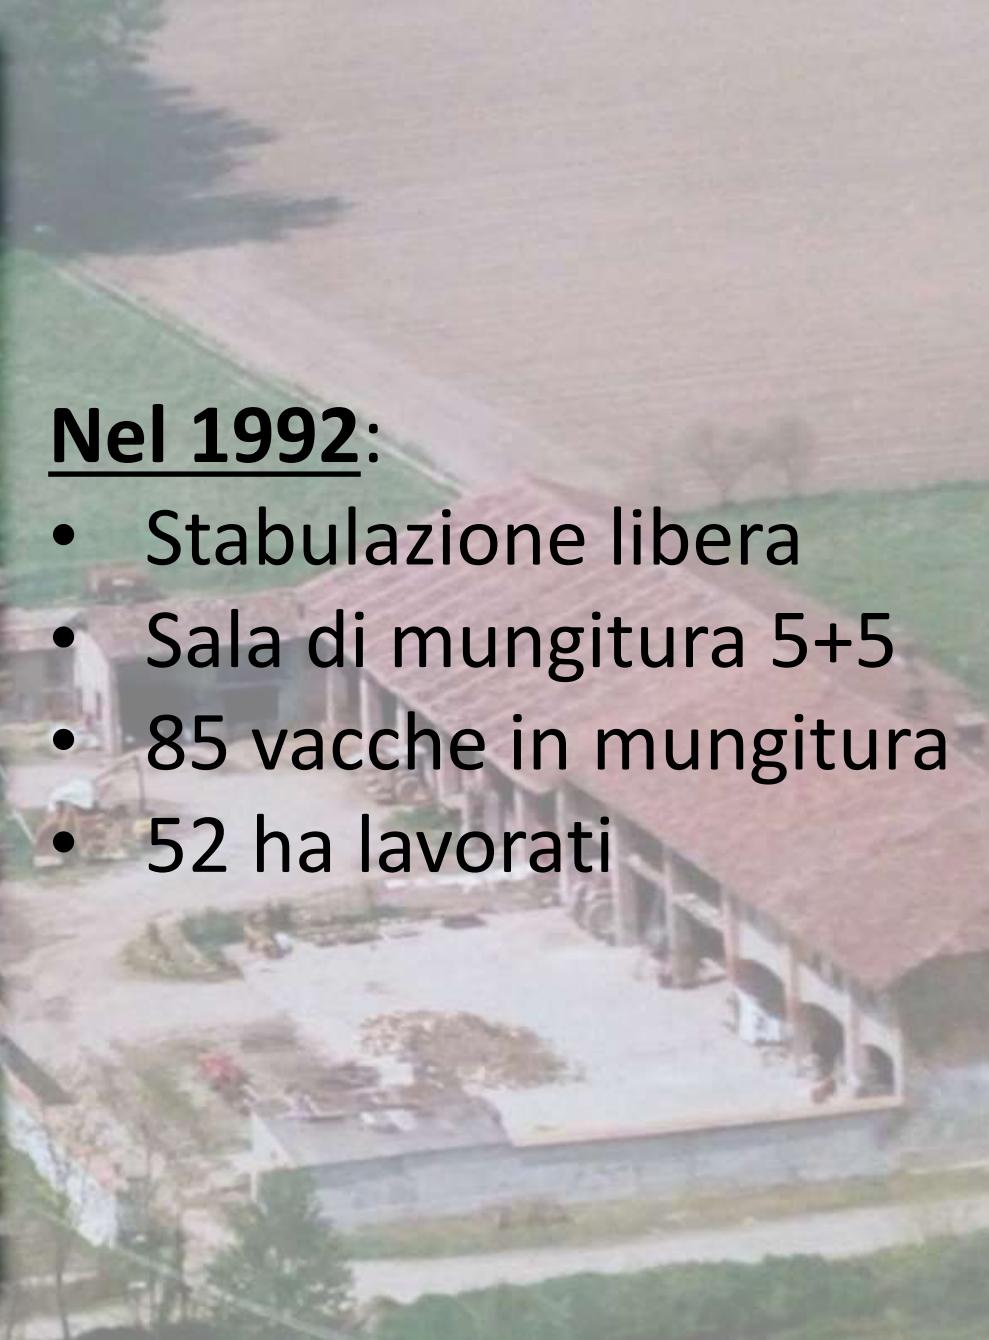 Nel 1992:
• Stabulazione libera
• Sala di mungitura 5+5
• 85 vacche in mungitura
• 52 ha lavorati